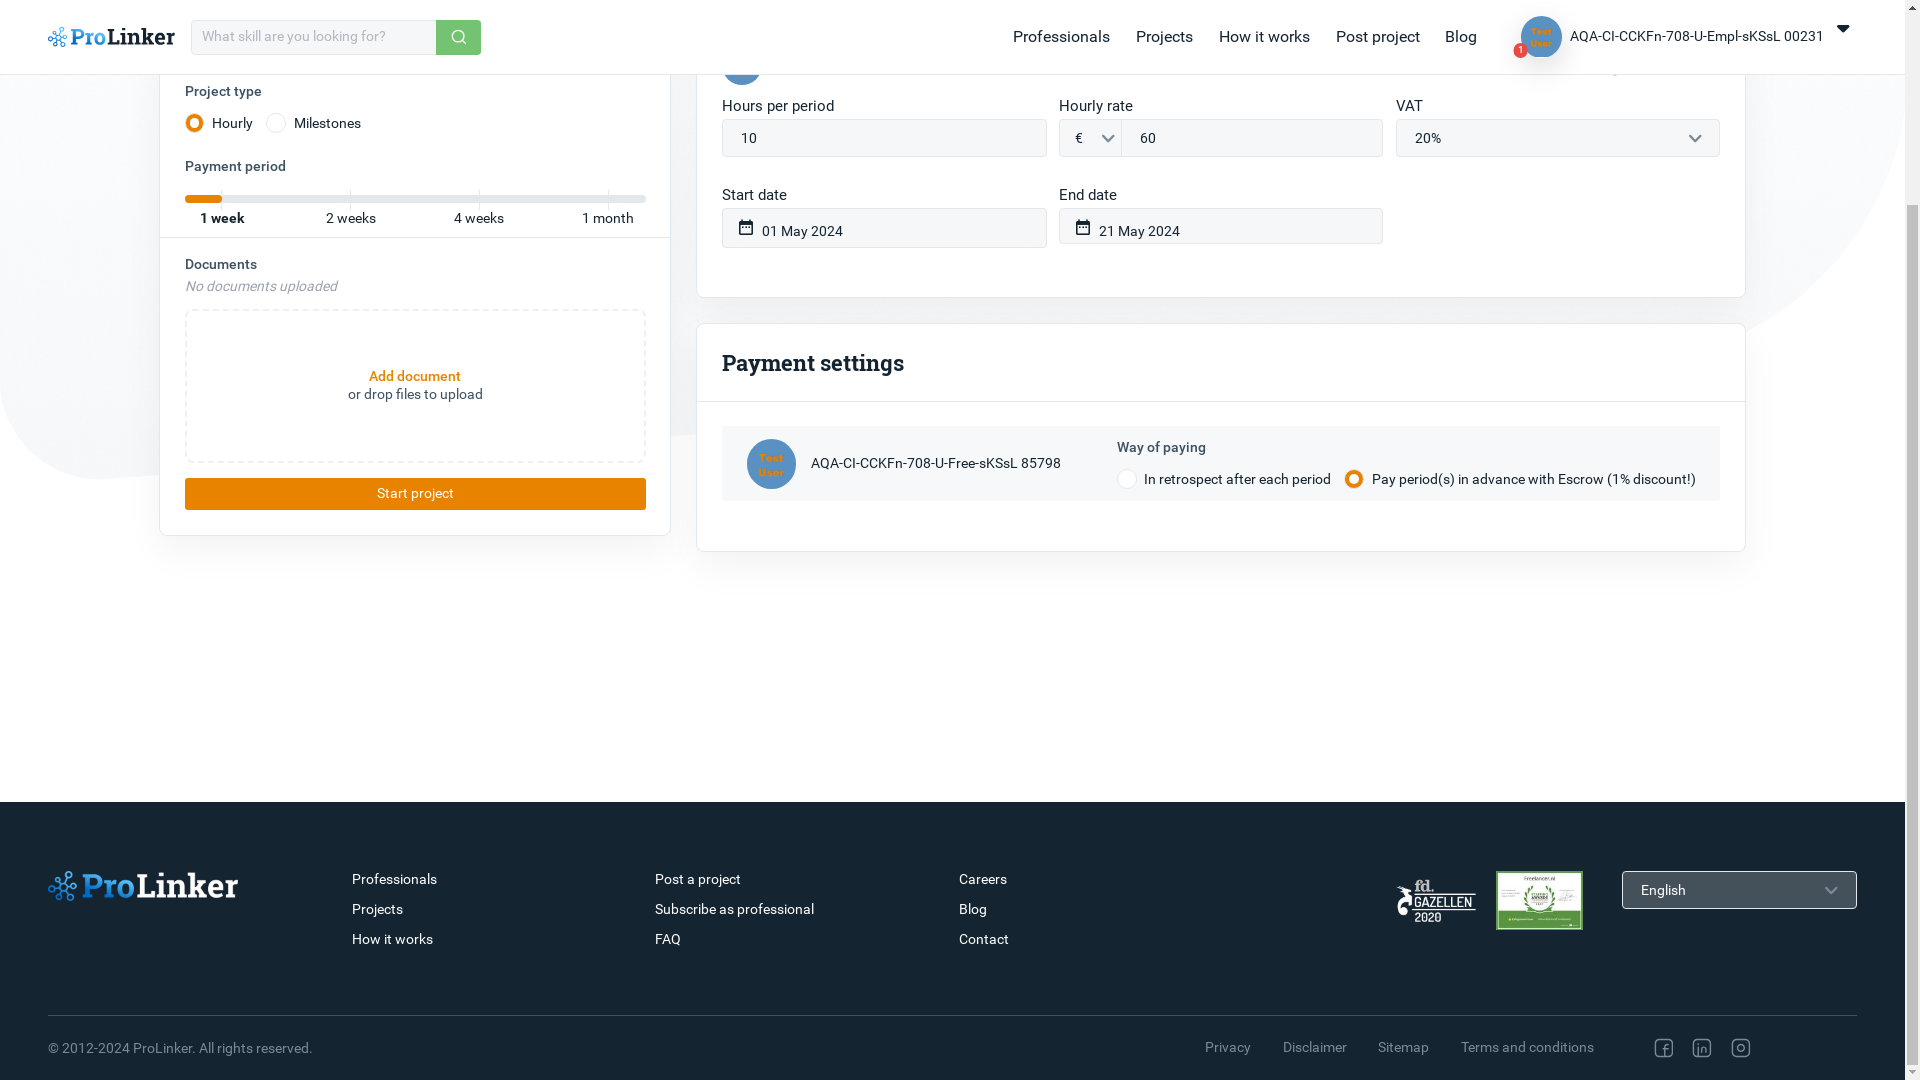 ProLinker
What skill are you looking for?
Professionals
Projects
How it works
Post project
Blog
Test
User
1
AQA-CI-CCKFn-708-U-Empl-sKSsL 00231
Project type
Hourly
Milestones
Payment period
1 week
2 weeks
4 weeks
1 month
Documents
No documents uploaded
Add document
or drop files to upload
Start project
Hours per period
Hourly rate
VAT
10
€
60
20%
Start date
End date
01 May 2024
21 May 2024
Payment settings
Test
User
AQA-CI-CCKFn-708-U-Free-sKSsL 85798
Way of paying
In retrospect after each period
Pay period(s) in advance with Escrow (1% discount!)
ProLinker
Professionals
Projects
How it works
Post a project
Subscribe as professional
FAQ
Careers
Blog
Contact
fd.
GAZELLEN
2020
Freelancer.nl
English
© 2012-2024 ProLinker. All rights reserved.
Privacy
Disclaimer
Sitemap
Terms and conditions